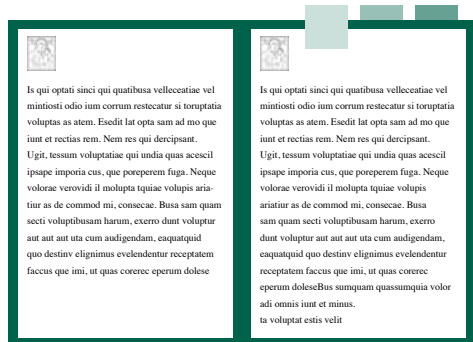 Is qui optati sinci qui quatibusa velleceatiae vel
mintiosti odio ium corrum restecatur si toruptatia
voluptas as atem. Esedit lat opta sam ad mo que
iunt et rectias rem. Nem res qui dercipsant.
Ugit, tessum voluptatiae qui undia quas acescil
ipsape imporia cus, que poreperem fuga. Neque
volorae verovidi il molupta tquiae volupis aria-
tiur as de commod mi, consecae. Busa sam quam
secti voluptibusam harum, exerro dunt voluptur
aut aut aut uta cum audigendam, eaquatquid
quo destinv elignimus evelendentur receptatem
faccus que imi, ut quas corerec eperum dolese
Is qui optati sinci qui quatibusa velleceatiae vel
mintiosti odio ium corrum restecatur si toruptatia
voluptas as atem. Esedit lat opta sam ad mo que
iunt et rectias rem. Nem res qui dercipsant.
Ugit, tessum voluptatiae qui undia quas acescil
ipsape imporia cus, que poreperem fuga. Neque
volorae verovidi il molupta tquiae volupis
ariatiur as de commod mi, consecae. Busa
sam quam secti voluptibusam harum, exerro
dunt voluptur aut aut aut uta cum audigendam,
eaquatquid quo destinv elignimus evelendentur
receptatem faccus que imi, ut quas corerec
eperum doleseBus sumquam quassumquia volor
adi omnis iunt et minus.
ta voluptat estis velit